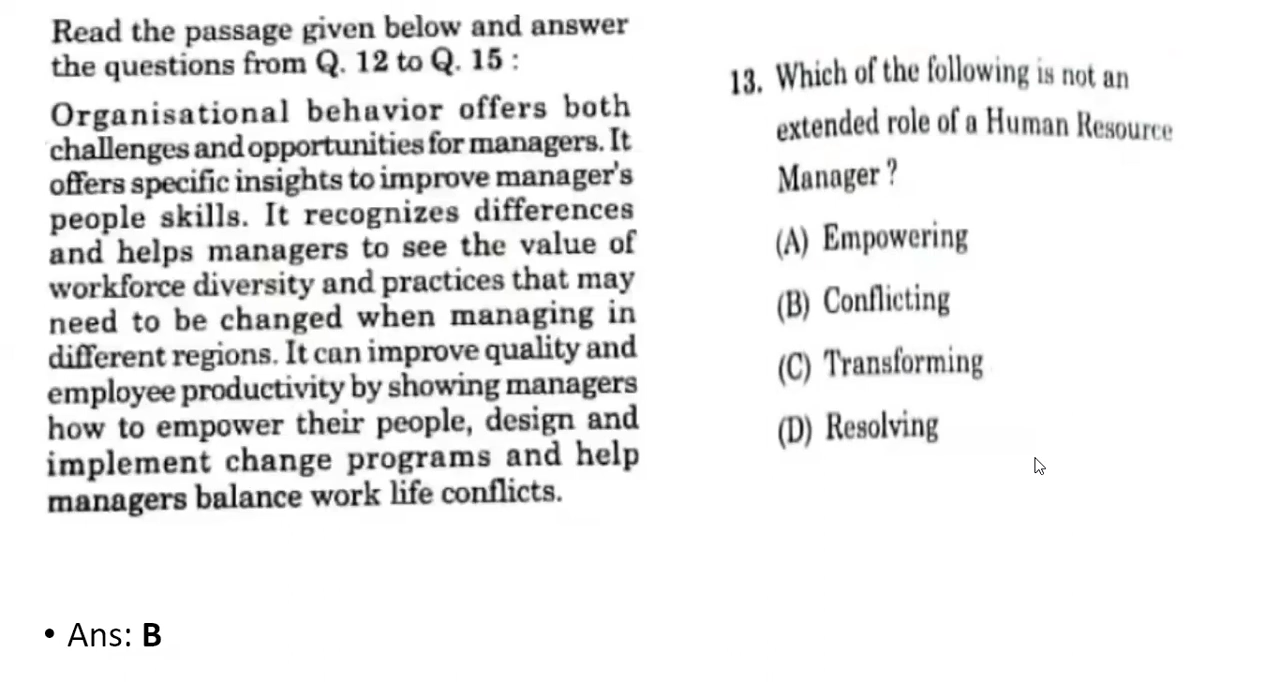 Read the passage given below and answer
the questions from Q. 12 to Q. 15 :
Organisational behavior offers both
challenges and opportunities for managers. It
offers specific insights to improve manager's
people skills. It recognizes differences
and helps managers to see the value of
workforce diversity and practices that may
need to be changed when managing in
different regions. It can improve quality and
employee productivity by showing managers
how to empower their people, design and
implement change programs and help
managers balance work life conflicts.
13. Which of the following is not an
extended role of a Human Resource
Manager ?
(A) Empowering
(B) Conflicting
(C) Transforming
(D) Resolving
• Ans: B